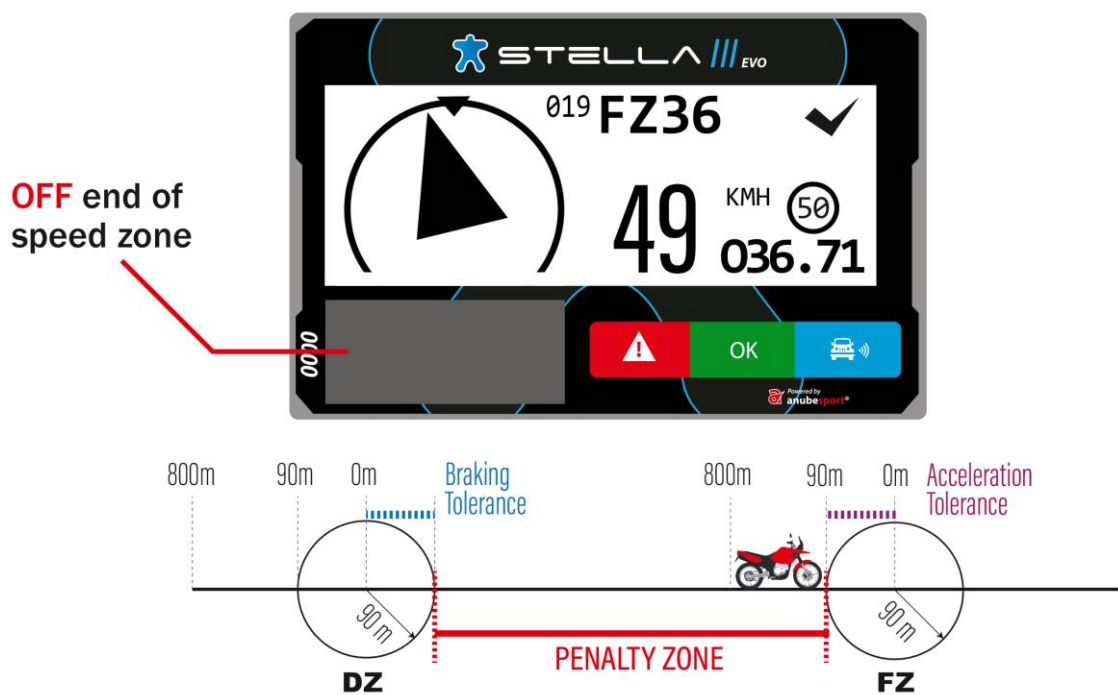 STELLA III EVO
019 FZ36
OFF end of
speed zone
49 KMH 50
036.71
0000
OK
Powered by
anubesport®
800m 90m 0m Braking
Tolerance
800m 90m 0m Acceleration
Tolerance
90 m
90 m
PENALTY ZONE
DZ
FZ